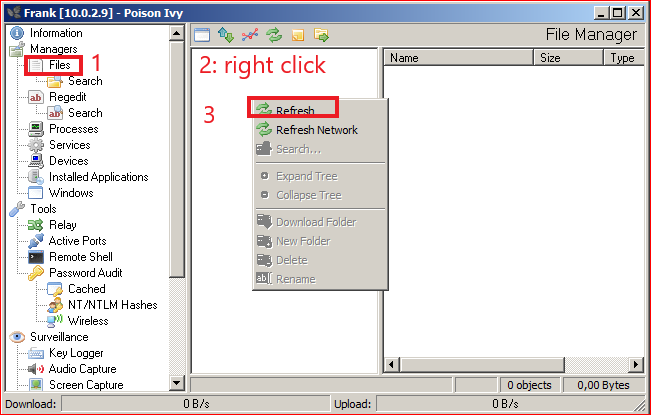 Frank [10.0.2.9] - Poison Ivy
Information
Managers
Files
Search
Regedit
Search
Processes
Services
Devices
Installed Applications
Windows
Tools
Relay
Active Ports
Remote Shell
Password Audit
Cached
NT/NTLM Hashes
Wireless
Surveillance
Key Logger
Audio Capture
Screen Capture
1
File Manager
2: right click
3
Refresh
Refresh Network
Search...
Expand Tree
Collapse Tree
Download Folder
New Folder
Delete
Rename
Name Size Type
0 objects 0,00 Bytes
Download: 0 B/s Upload: 0 B/s